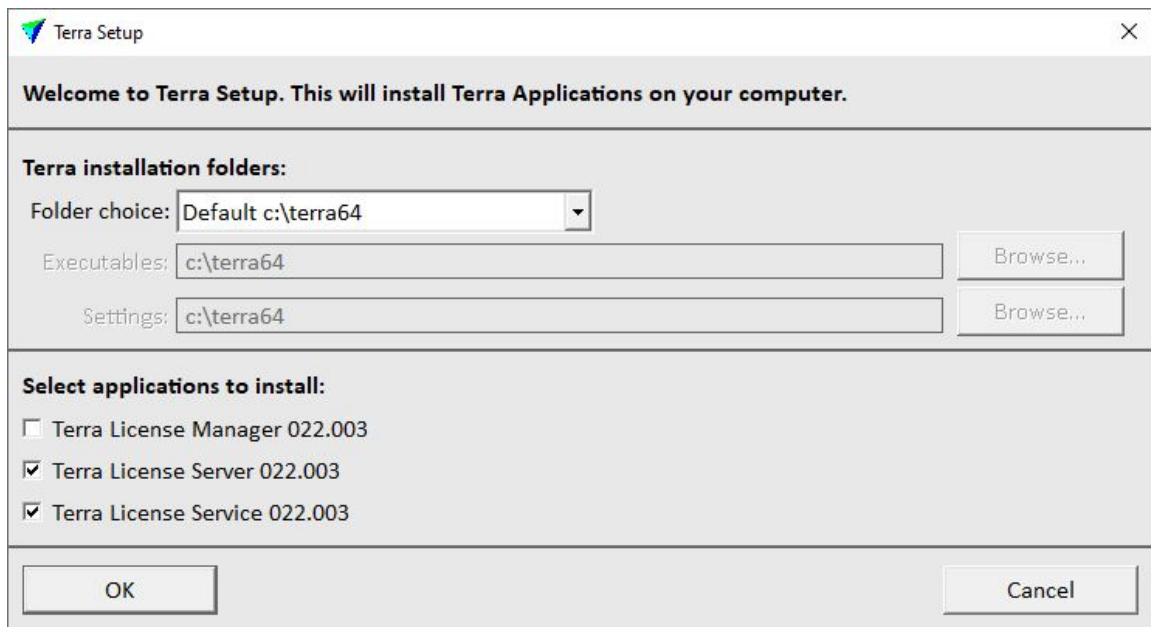 Terra Setup
Welcome to Terra Setup. This will install Terra Applications on your computer.
Terra installation folders:
Folder choice: Default c:\terra64
Executables: c:\terra64 Browse...
Settings: c:\terra64 Browse...
Select applications to install:
Terra License Manager 022.003
Terra License Server 022.003
Terra License Service 022.003
OK Cancel